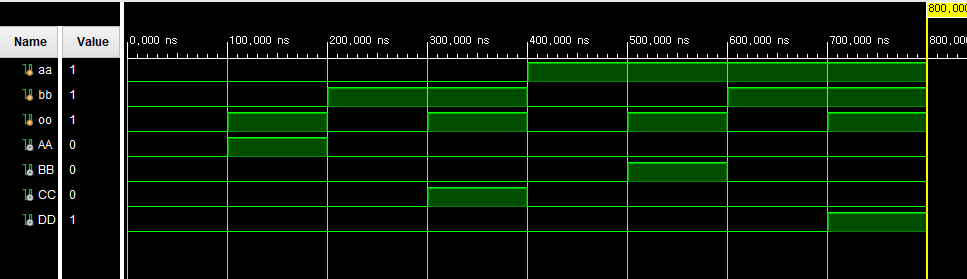 800,000
Name Value
0,000 ns 100,000 ns 200,000 ns 300,000 ns 400,000 ns 500,000 ns 600,000 ns 700,000 ns 800,00
aa 1
bb 1
oo 1
AA 0
BB 0
CC 0
DD 1